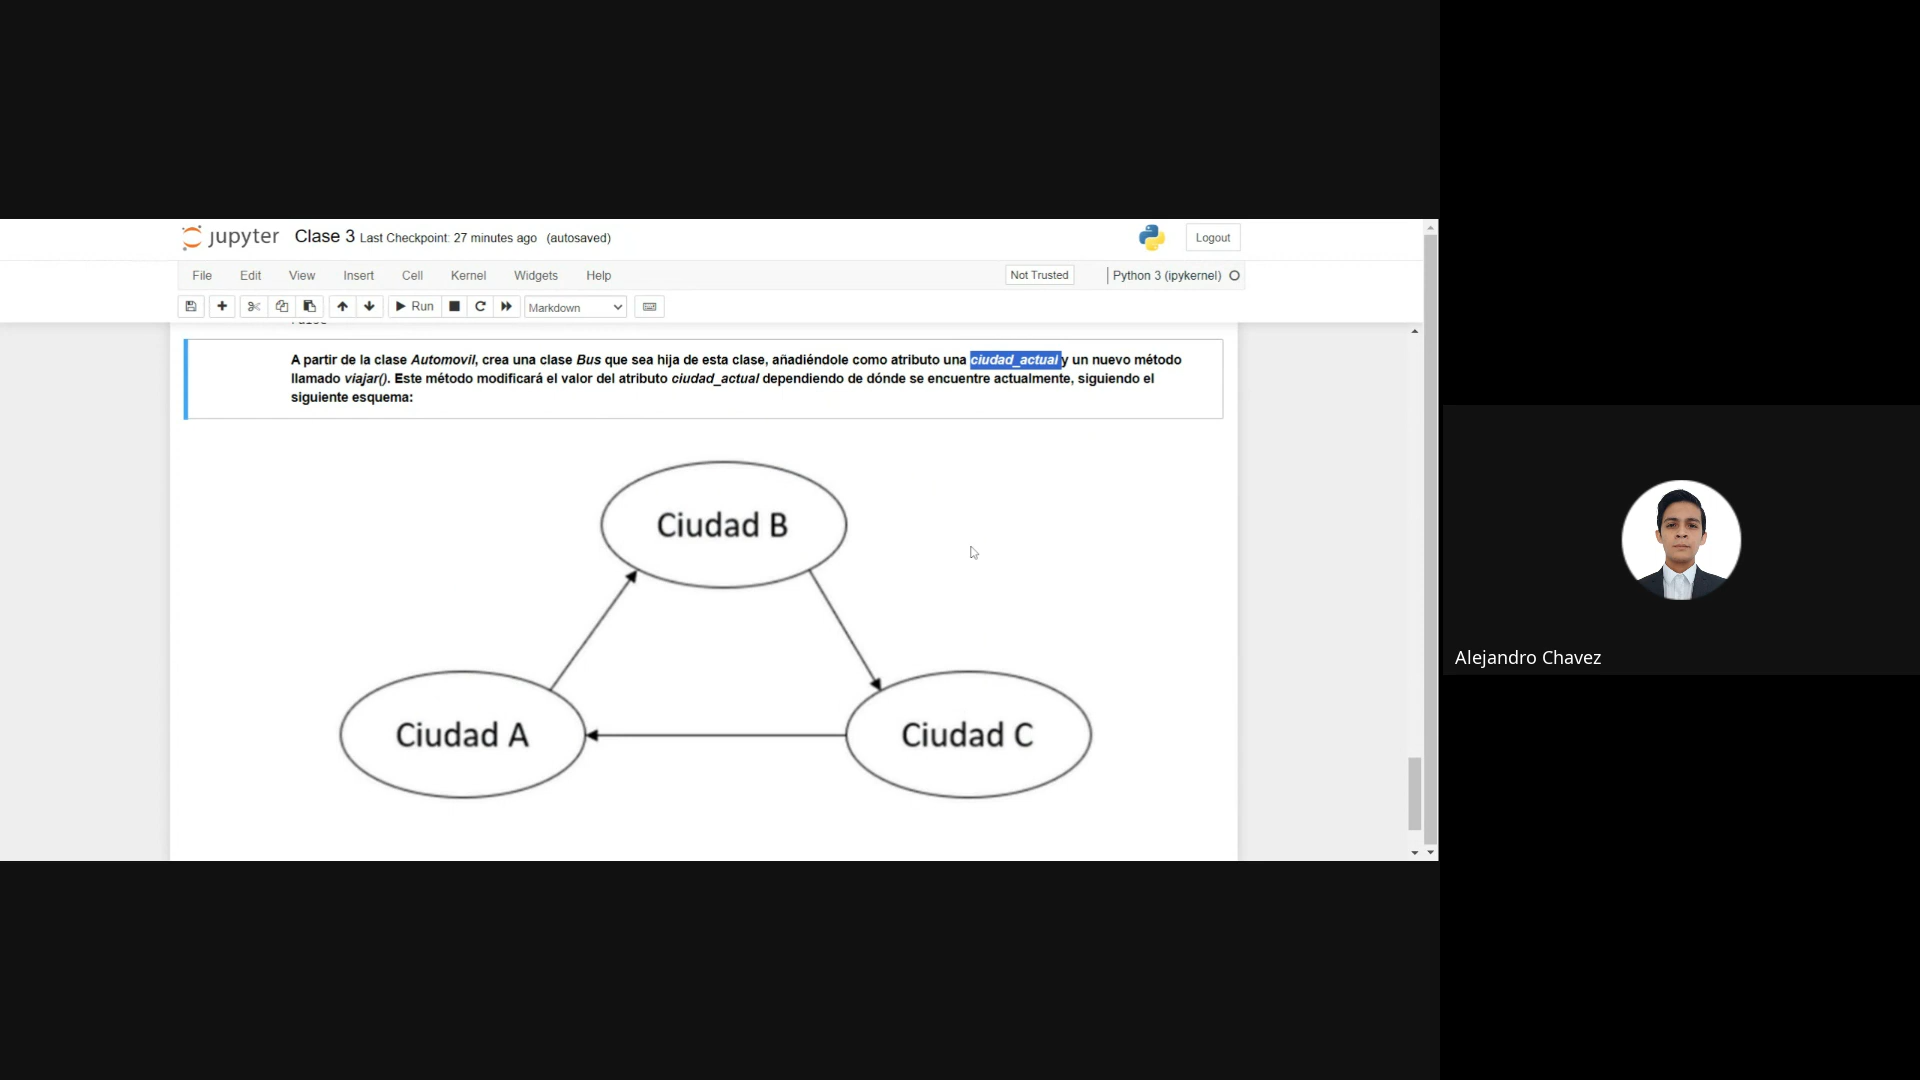 jupyter Clase 3 Last Checkpoint: 27 minutes ago (autosaved)
Logout
File Edit View Insert Cell Kernel Widgets Help
Not Trusted
Python 3 (ipykernel)
Run
Markdown
A partir de la clase Automovil, crea una clase Bus que sea hija de esta clase, añadiéndole como atributo una ciudad_actual y un nuevo método
llamado viajar(). Este método modificará el valor del atributo ciudad_actual dependiendo de dónde se encuentre actualmente, siguiendo el
siguiente esquema:
Ciudad B
Ciudad A
Ciudad C
Alejandro Chavez